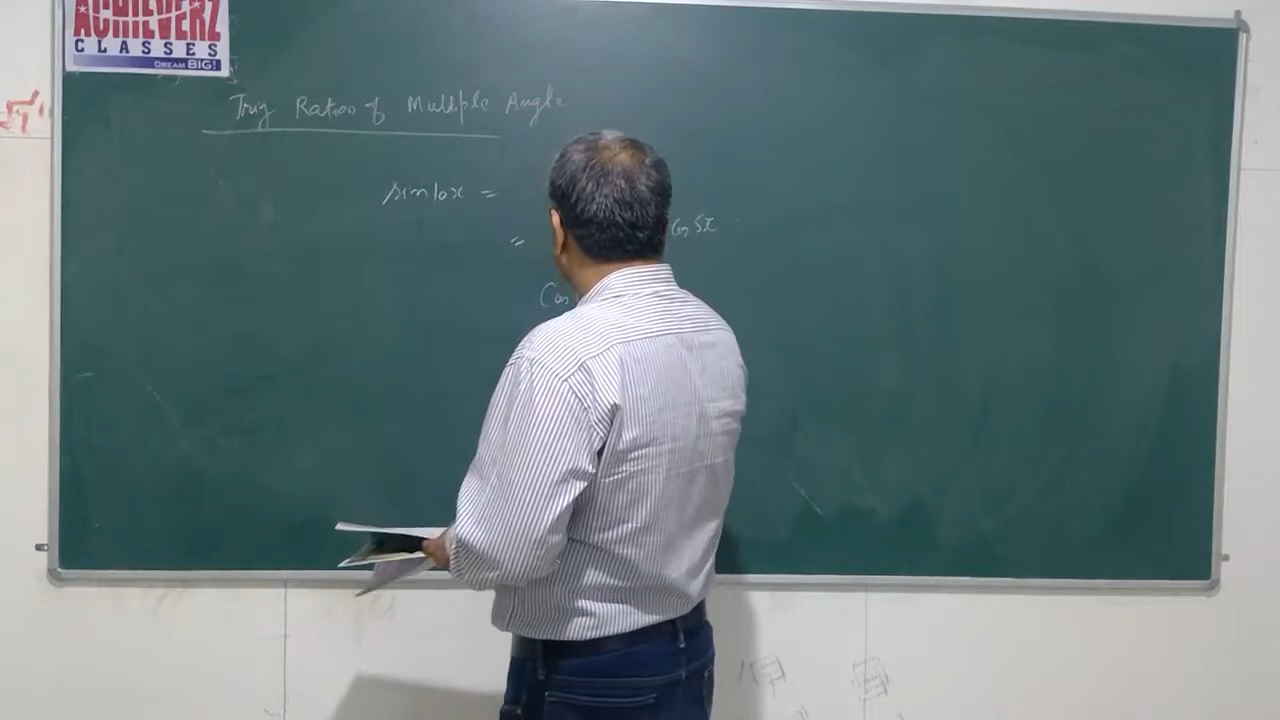 ACHIEVERZ
CLASSES
DREAM BIG!
Trig Ratios of Multiple Angle
sin10x =
= Cos 5x
Cos